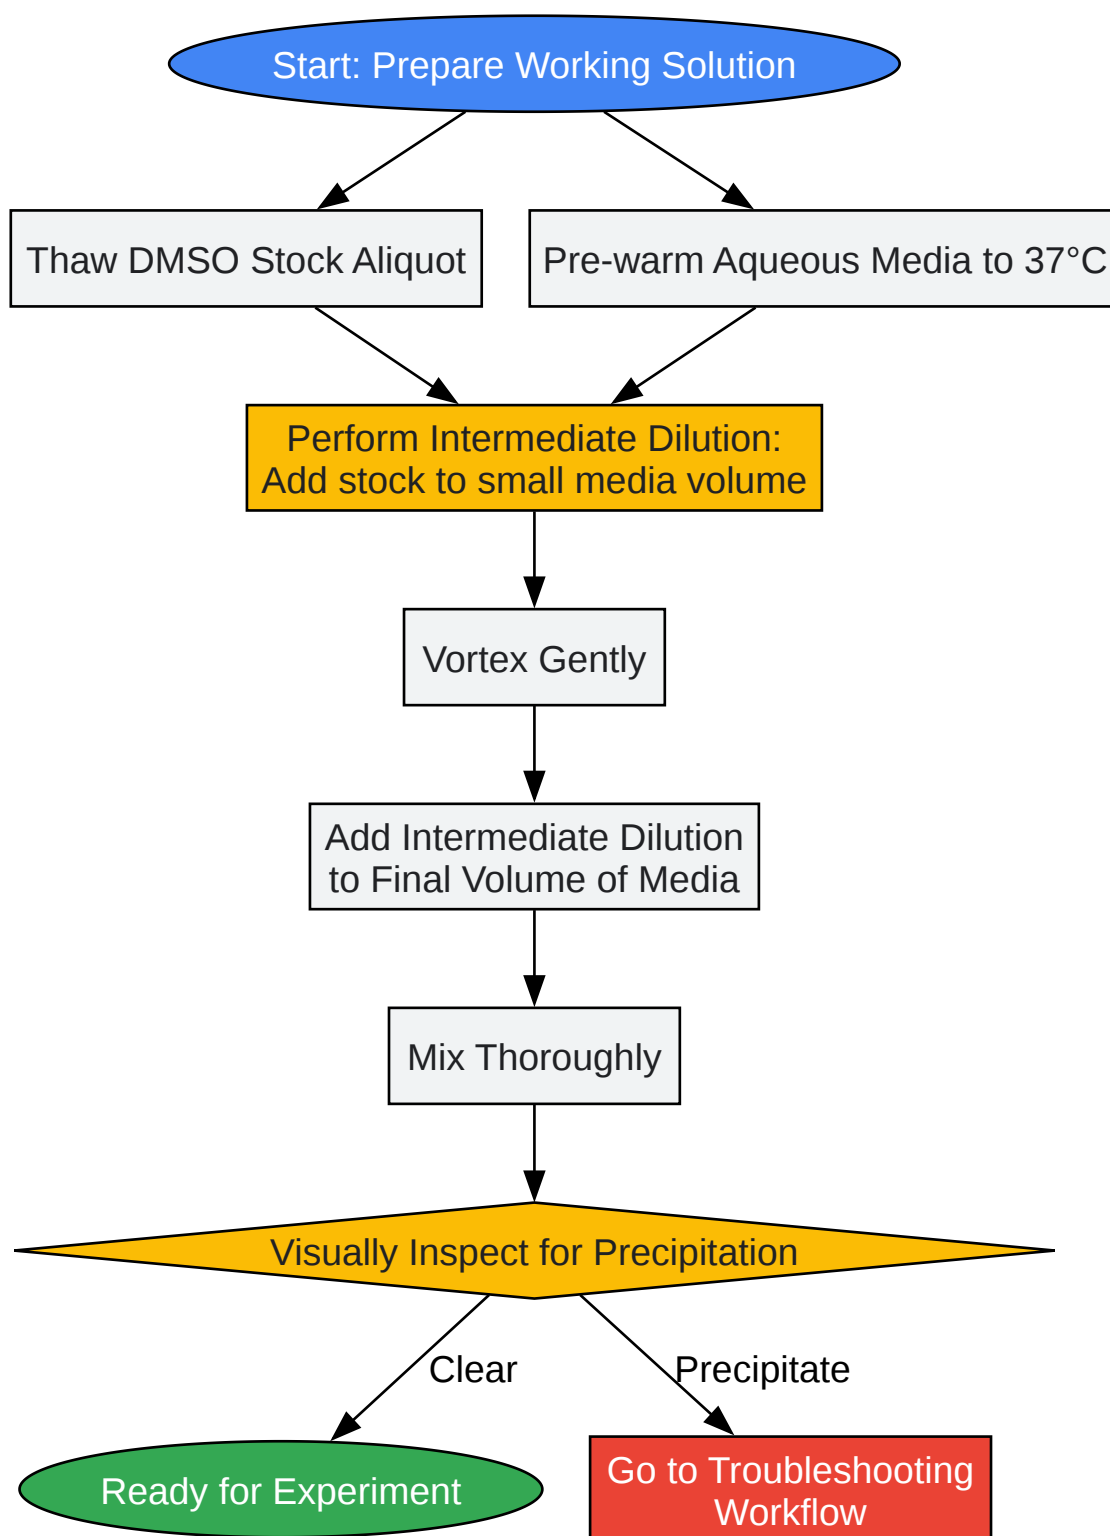 Start: Prepare Working Solution
Thaw DMSO Stock Aliquot
Pre-warm Aqueous Media to 37°C
Perform Intermediate Dilution:
Add stock to small media volume
Vortex Gently
Add Intermediate Dilution
to Final Volume of Media
Mix Thoroughly
Visually Inspect for Precipitation
Clear
Precipitate
Ready for Experiment
Go to Troubleshooting
Workflow